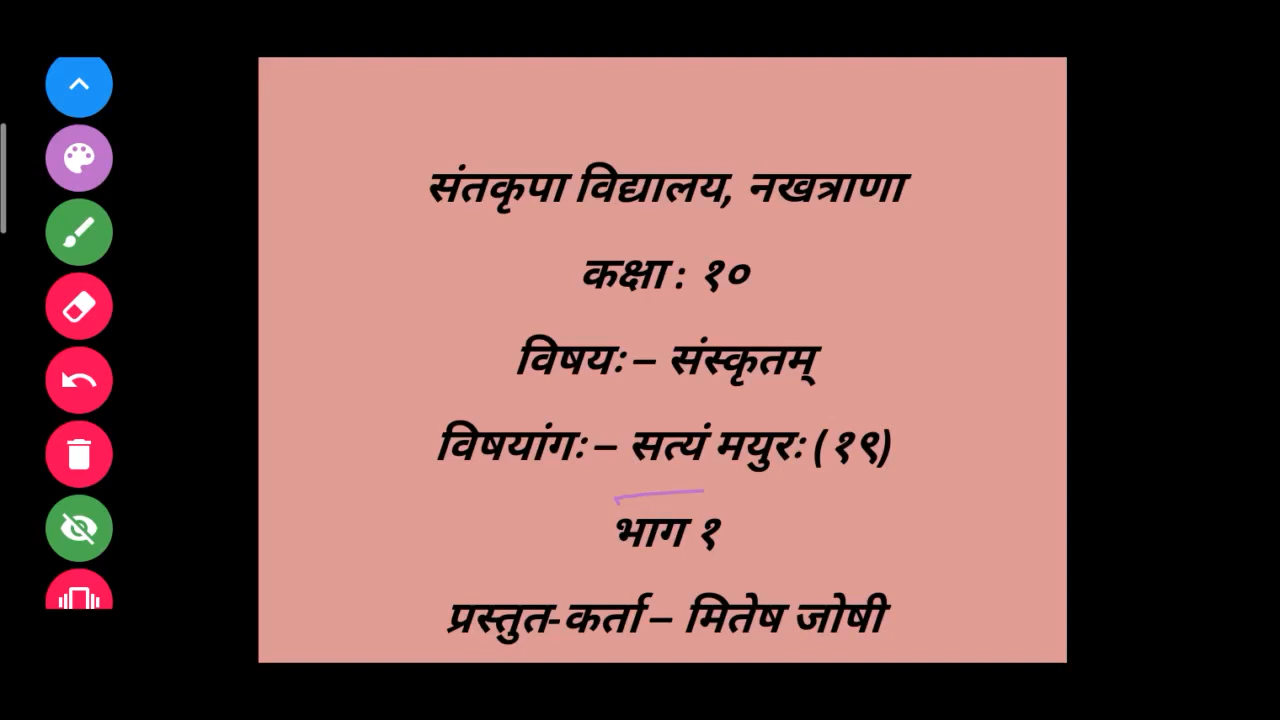 संतकृपा विद्यालय, नखत्राणा
कक्षा : १०
विषयः – संस्कृतम्
विषयांगः – सत्यं मयुरः (१९)
भाग १
प्रस्तुत-कर्ता – मितेष जोषी